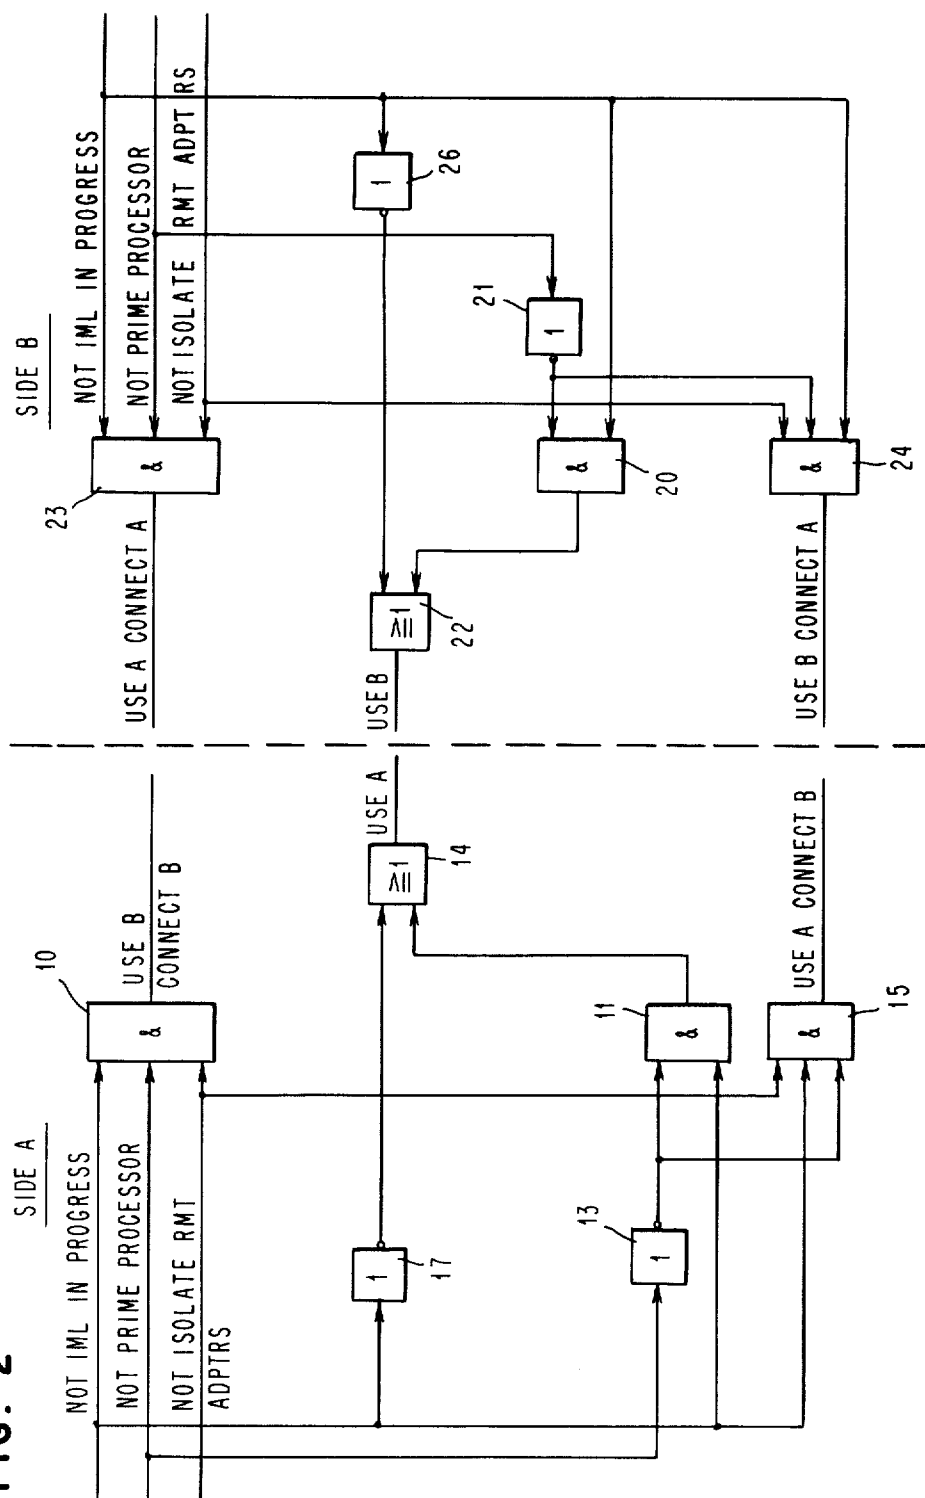 FIG. 2
SIDE A
NOT IML IN PROGRESS
NOT PRIME PROCESSOR
NOT ISOLATE RMT
ADPTRS
10
&
USE B
CONNECT B
1
17
≥1
14
USE A
1
13
&
11
&
15
USE A CONNECT B
SIDE B
NOT IML IN PROGRESS
NOT PRIME PROCESSOR
NOT ISOLATE RMT ADPTRS
23
&
USE A CONNECT A
1
26
1
21
≥1
22
USE B
&
20
&
24
USE B CONNECT A